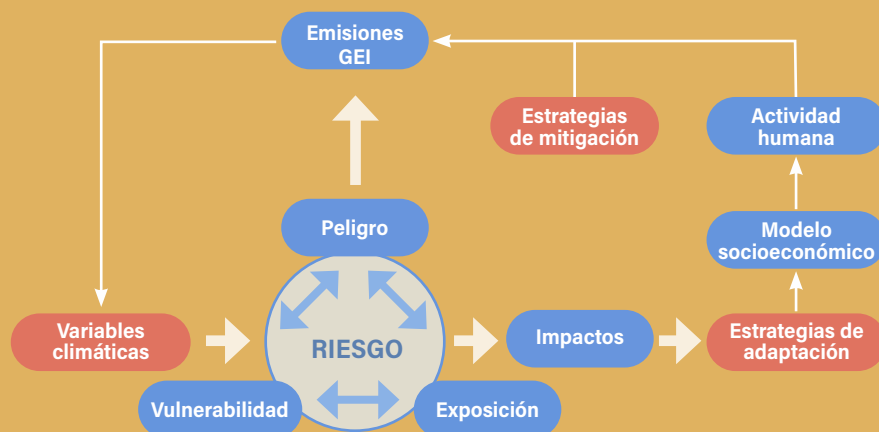 Emisiones
GEI
Estrategias
de mitigación
Actividad
humana
Peligro
Modelo
socioeconómico
Variables
climáticas
RIESGO
Impactos
Estrategias de
adaptación
Vulnerabilidad
Exposición